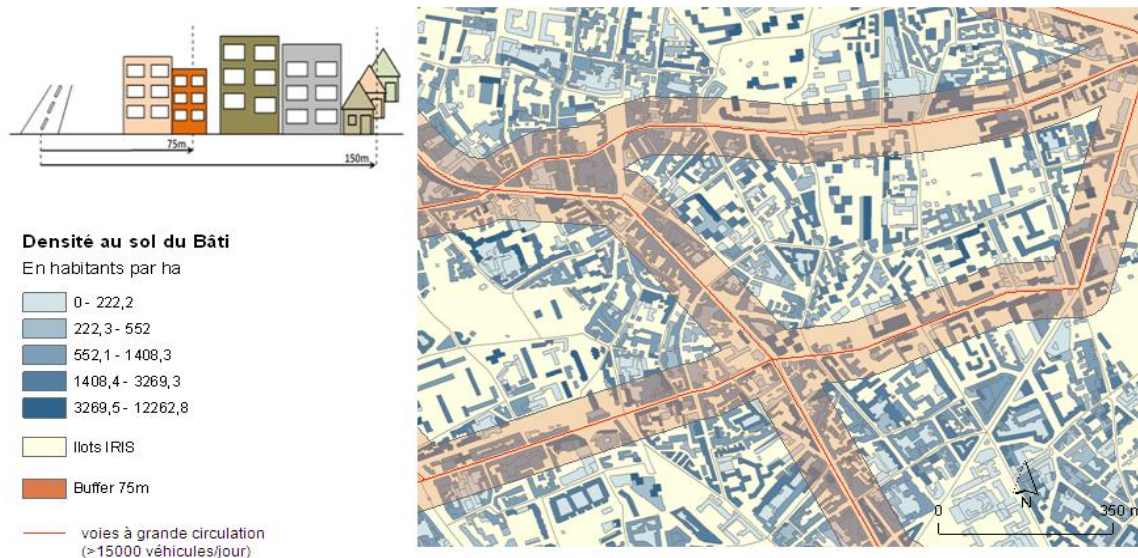 75m
150m
Densité au sol du Bâti
En habitants par ha
0 - 222,2
222,3 - 552
552,1 - 1408,3
1408,4 - 3269,3
3269,5 - 12262,8
Ilots IRIS
Buffer 75m
voies à grande circulation
(>15000 véhicules/jour)
N
0 350 m